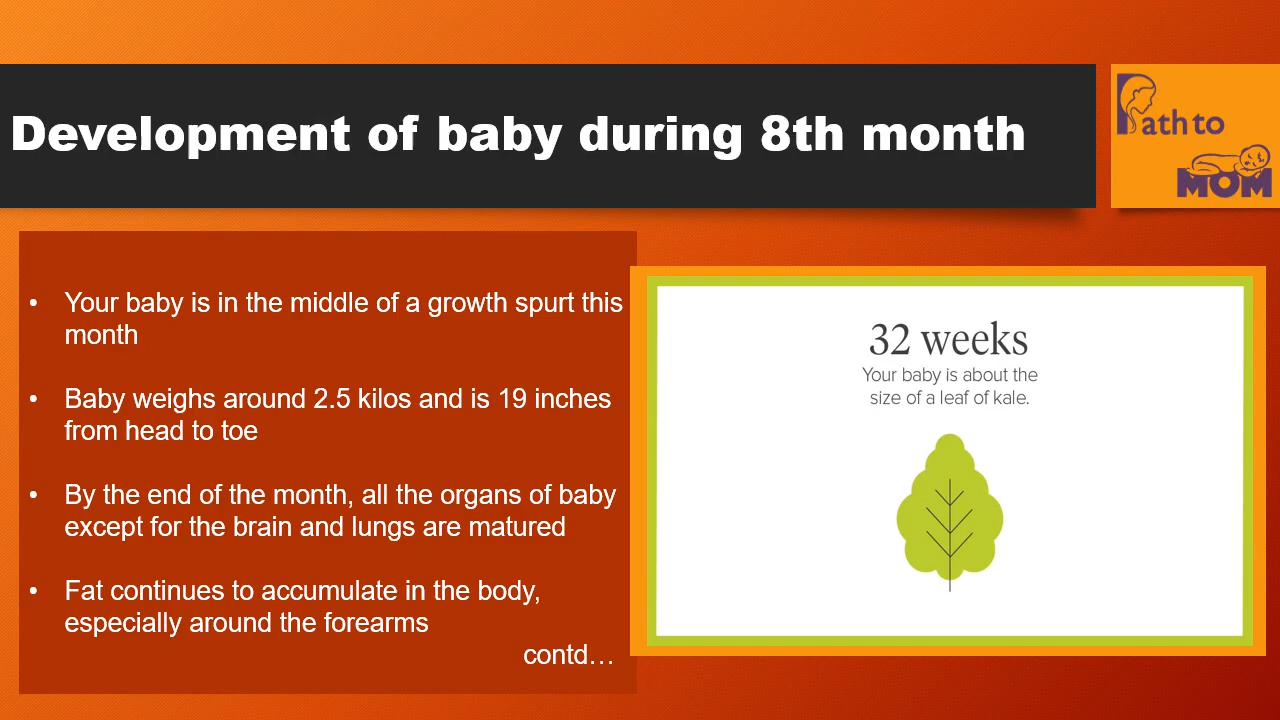 Development of baby during 8th month
Path to
MOM
• Your baby is in the middle of a growth spurt this
month
• Baby weighs around 2.5 kilos and is 19 inches
from head to toe
• By the end of the month, all the organs of baby
except for the brain and lungs are matured
• Fat continues to accumulate in the body,
especially around the forearms
contd…
32 weeks
Your baby is about the
size of a leaf of kale.